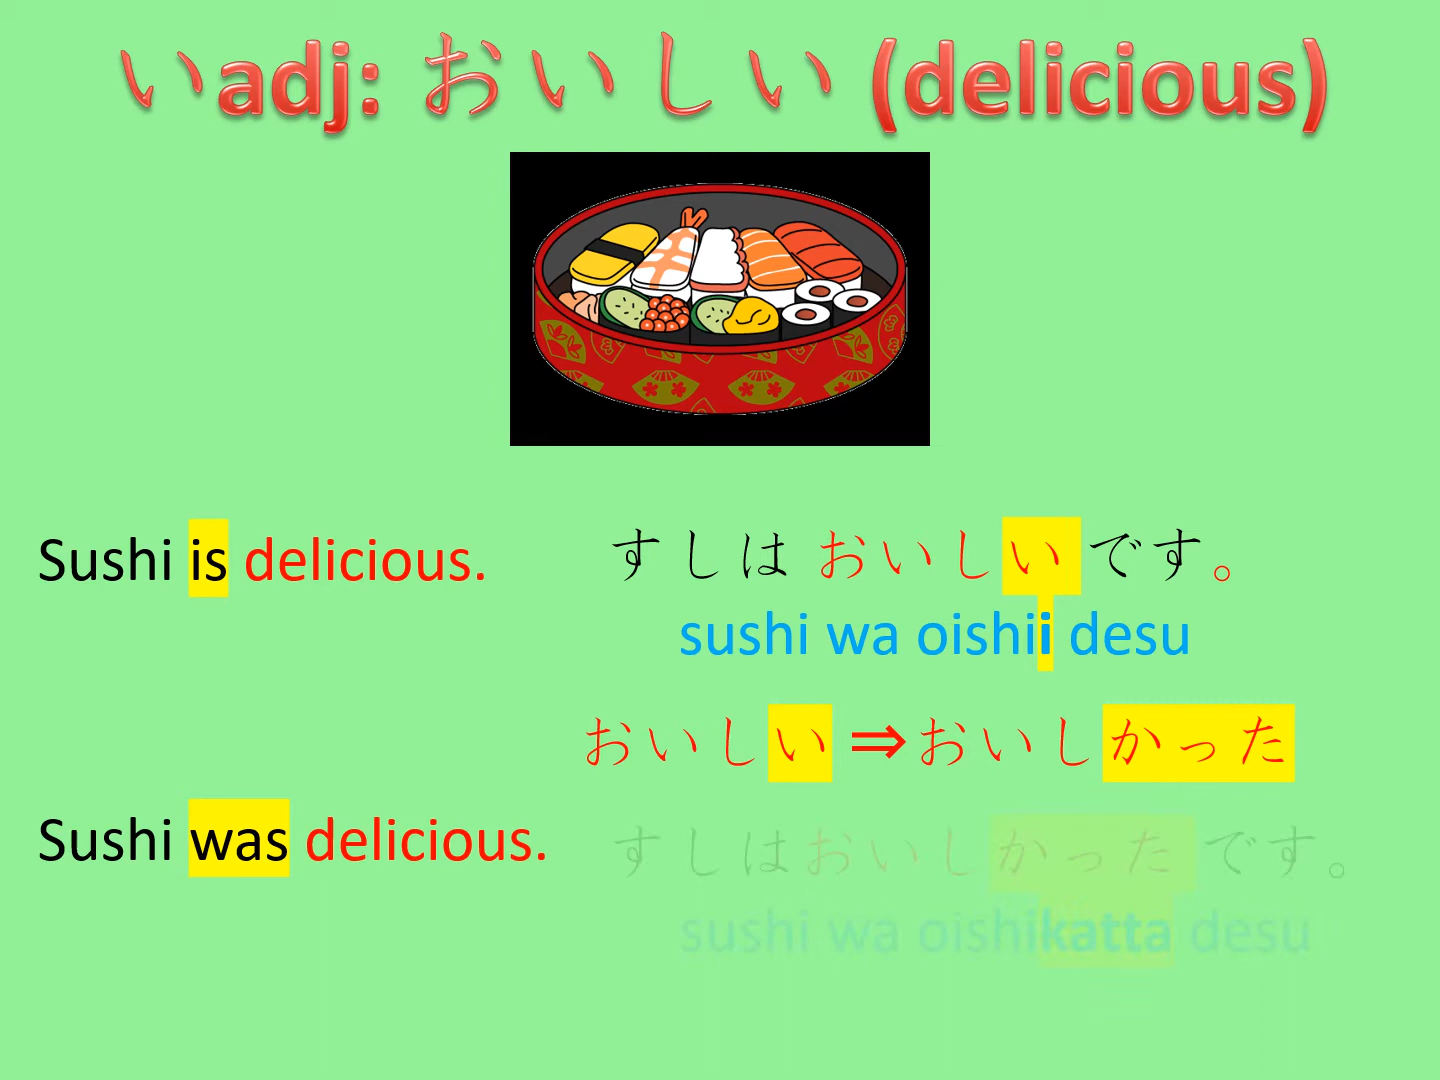 いadj: おいしい (delicious)
Sushi is delicious.
すしは おいしい です。
sushi wa oishii desu
おいしい ⇒おいしかった
Sushi was delicious.
すしはおいしかった です。
sushi wa oishikatta desu